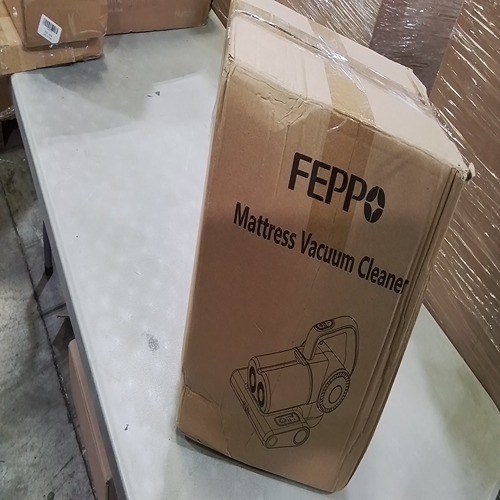 FEPPO
Mattress Vacuum Cleaner